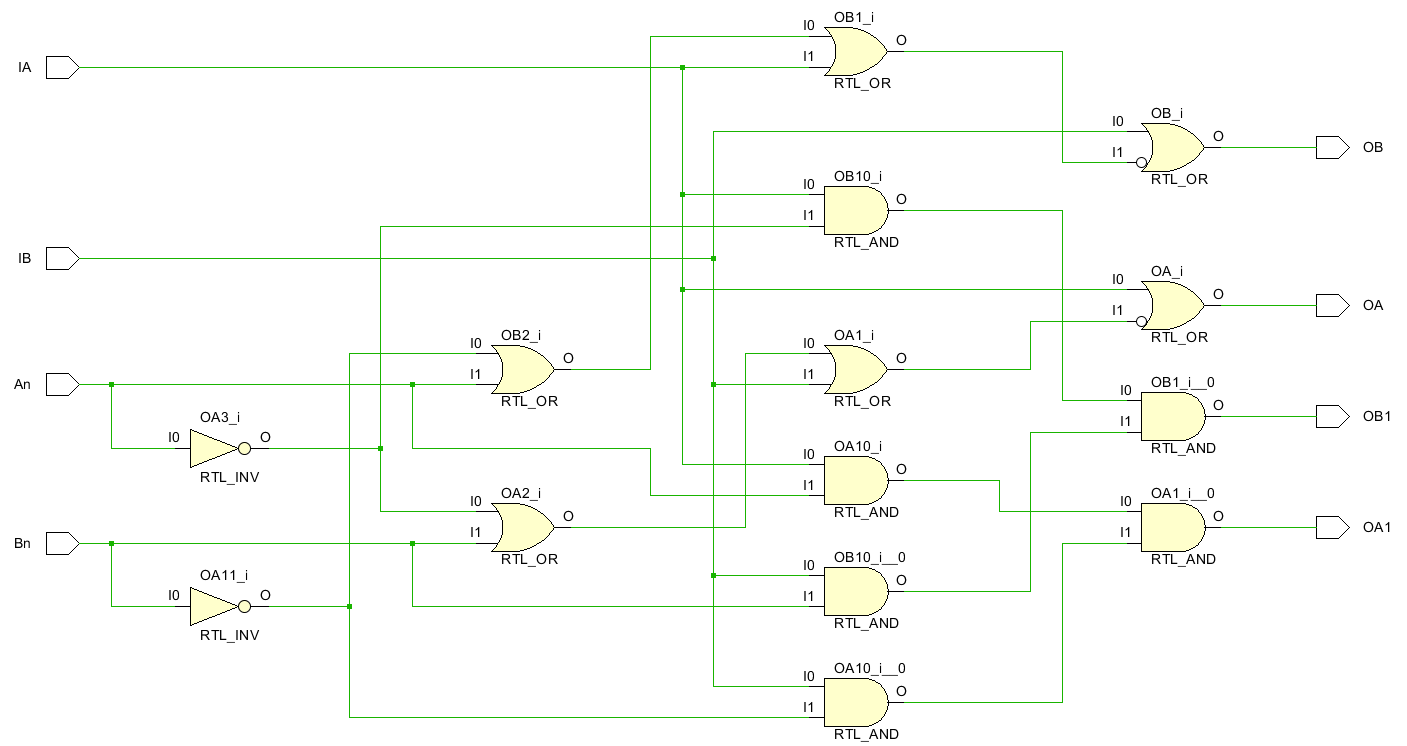 OB1_i
I0
O
I1
RTL_OR
IA
OB_i
I0
O
I1
RTL_OR
OB
OB10_i
I0
O
I1
RTL_AND
IB
OA_i
I0
O
I1
RTL_OR
OA
OB2_i
I0
O
I1
RTL_OR
OA1_i
I0
O
I1
RTL_OR
An
OB1_i__0
I0
O
I1
RTL_AND
OB1
OA3_i
I0
O
RTL_INV
OA10_i
I0
O
I1
RTL_AND
OA2_i
I0
O
I1
RTL_OR
OA1_i__0
I0
O
I1
RTL_AND
OA1
Bn
OB10_i__0
I0
O
I1
RTL_AND
OA11_i
I0
O
RTL_INV
OA10_i__0
I0
O
I1
RTL_AND